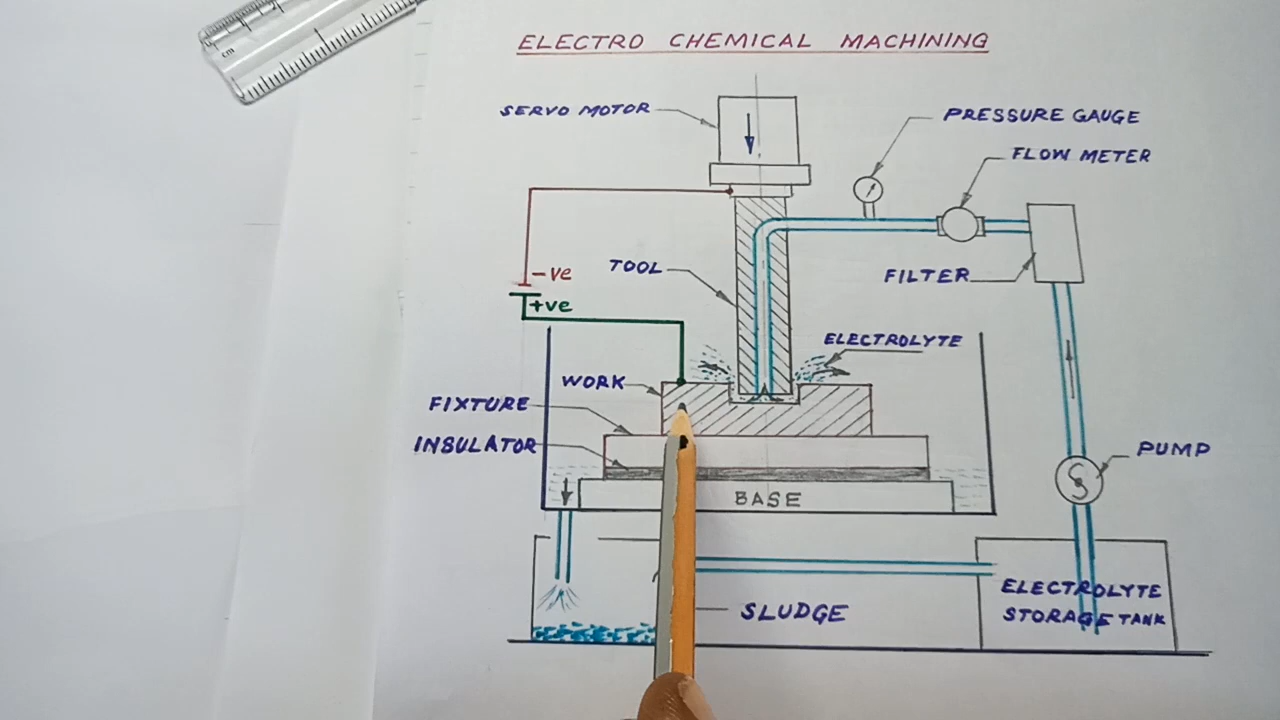 cm
ELECTRO CHEMICAL MACHINING
SERVO MOTOR
PRESSURE GAUGE
FLOW METER
TOOL
-ve
+ve
FILTER
ELECTROLYTE
WORK
FIXTURE
INSULATOR
PUMP
BASE
ELECTROLYTE
STORAGE TANK
SLUDGE